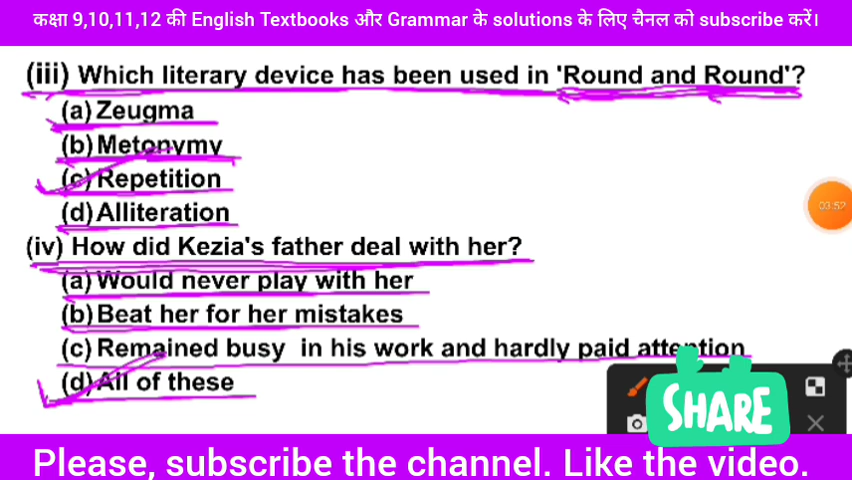 कक्षा 9,10,11,12 की English Textbooks और Grammar के solutions के लिए चैनल को subscribe करें।
(iii) Which literary device has been used in 'Round and Round'?
(a) Zeugma
(b) Metonymy
(c) Repetition
(d) Alliteration
03:52
(iv) How did Kezia's father deal with her?
(a) Would never play with her
(b) Beat her for her mistakes
(c) Remained busy in his work and hardly paid attention
(d) All of these
SHARE
Please, subscribe the channel. Like the video.